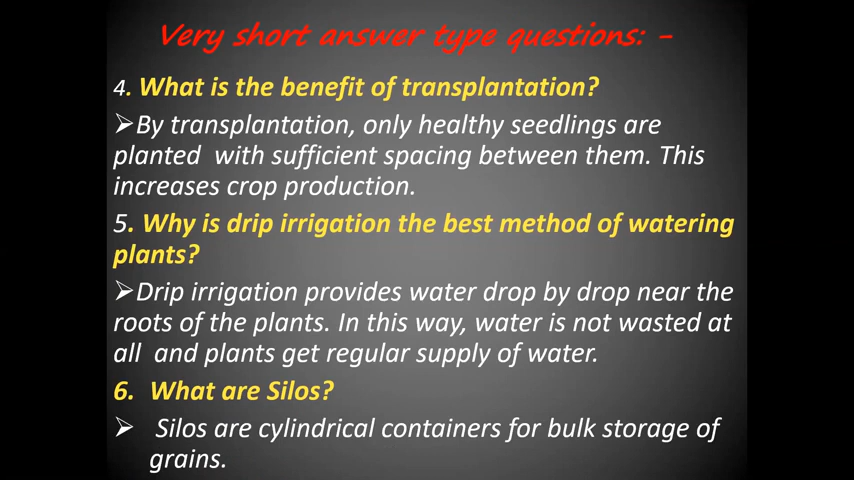 Very short answer type questions: -
4. What is the benefit of transplantation?
➢By transplantation, only healthy seedlings are
planted with sufficient spacing between them. This
increases crop production.
5. Why is drip irrigation the best method of watering
plants?
➢Drip irrigation provides water drop by drop near the
roots of the plants. In this way, water is not wasted at
all and plants get regular supply of water.
6. What are Silos?
➢ Silos are cylindrical containers for bulk storage of
grains.